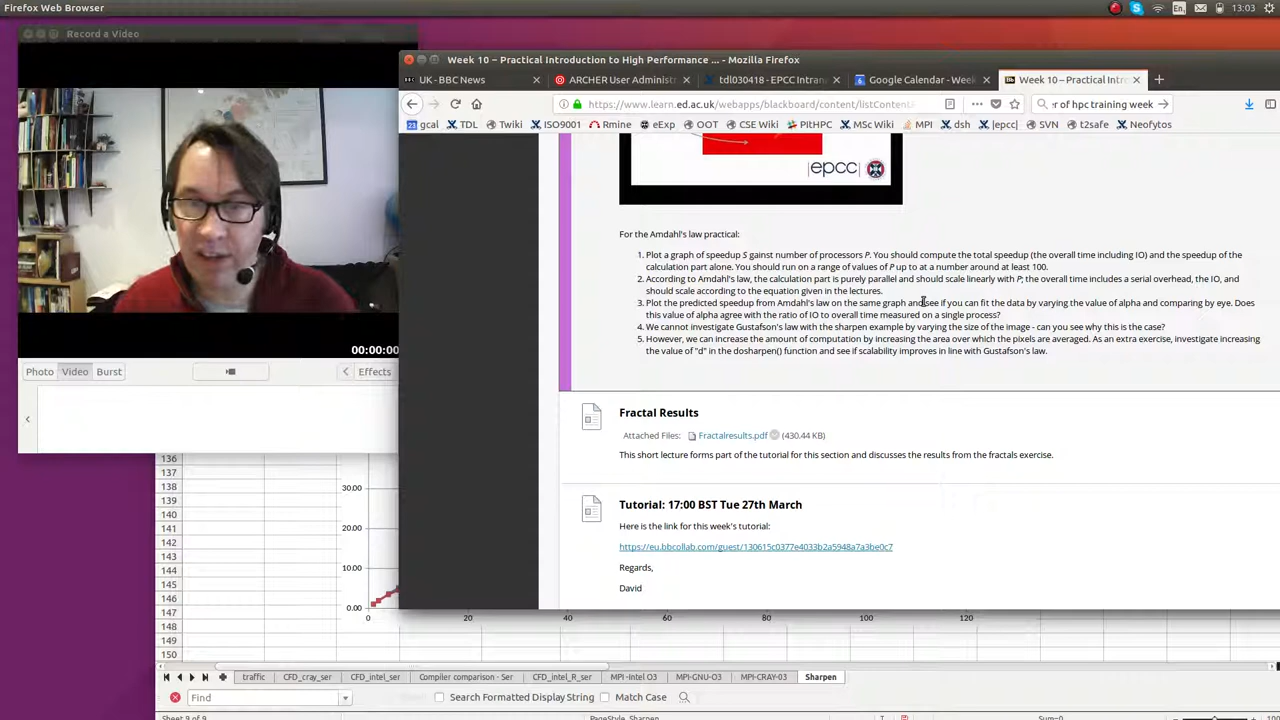 Firefox Web Browser
En
13:03
Record a Video
Week 10 – Practical Introduction to High Performance ... - Mozilla Firefox
UK - BBC News
ARCHER User Administr
tdl030418 - EPCC Intran
Google Calendar - Week
Week 10 – Practical Intr
https://www.learn.ed.ac.uk/webapps/blackboard/content/listContent
er of hpc training week
gcal TDL Twiki ISO9001 Rmine eExp OOT CSE Wiki PItHPC MSc Wiki MPI dsh |epcc| SVN t2safe Neofytos
|epcc|
For the Amdahl's law practical:
1. Plot a graph of speedup S gainst number of processors P. You should compute the total speedup (the overall time including IO) and the speedup of the
calculation part alone. You should run on a range of values of P up to at a number around at least 100.
2. According to Amdahl's law, the calculation part is purely parallel and should scale linearly with P; the overall time includes a serial overhead, the IO, and
should scale according to the equation given in the lectures.
3. Plot the predicted speedup from Amdahl's law on the same graph and see if you can fit the data by varying the value of alpha and comparing by eye. Does
this value of alpha agree with the ratio of IO to overall time measured on a single process?
4. We cannot investigate Gustafson's law with the sharpen example by varying the size of the image - can you see why this is the case?
5. However, we can increase the amount of computation by increasing the area over which the pixels are averaged. As an extra exercise, investigate increasing
the value of "d" in the dosharpen() function and see if scalability improves in line with Gustafson's law.
00:00:00
Photo Video Burst
Effects
Fractal Results
Attached Files: Fractalresults.pdf (430.44 KB)
This short lecture forms part of the tutorial for this section and discusses the results from the fractals exercise.
Tutorial: 17:00 BST Tue 27th March
Here is the link for this week's tutorial:
https://eu.bbcollab.com/guest/130615c0377e4033b2a5948a7a3be0c7
Regards,
David
136
137
138
139
140
141
142
143
144
145
146
147
148
149
150
30.00
20.00
10.00
0.00
0 20 40 60 80 100 120
traffic CFD_cray_ser CFD_intel_ser Compiler comparison - Ser CFD_intel_R_ser MPI -Intel O3 MPI-GNU-O3 MPI-CRAY-03 Sharpen
Find
Search Formatted Display String
Match Case
Sheet 9 of 9
PageStyle_Sharpen
Sum=0